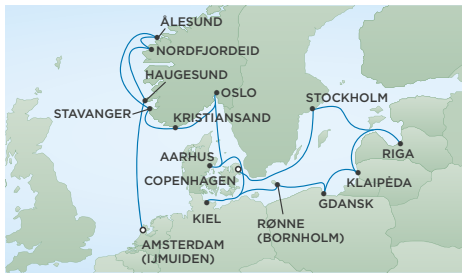 ÅLESUND
NORDFJORDEID
HAUGESUND
OSLO
STOCKHOLM
STAVANGER
KRISTIANSAND
RIGA
AARHUS
COPENHAGEN
KLAIPĖDA
GDANSK
KIEL
RØNNE
(BORNHOLM)
AMSTERDAM
(IJMUIDEN)